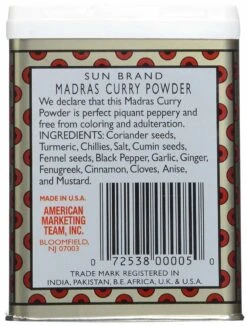 SUN BRAND
MADRAS CURRY POWDER
We declare that this Madras Curry
Powder is perfect piquant peppery and
free from coloring and adulteration.
INGREDIENTS: Coriander seeds,
Turmeric, Chillies, Salt, Cumin seeds,
Fennel seeds, Black Pepper, Garlic, Ginger,
Fenugreek, Cinnamon, Cloves, Anise,
and Mustard.
MADE IN U.S.A.
AMERICAN
MARKETING
TEAM, INC.
BLOOMFIELD,
NJ 07003
0 72538 00005 0
TRADE MARK REGISTERED IN
INDIA, PAKISTAN, B.E. AFRICA, U.K. & U.S.A.